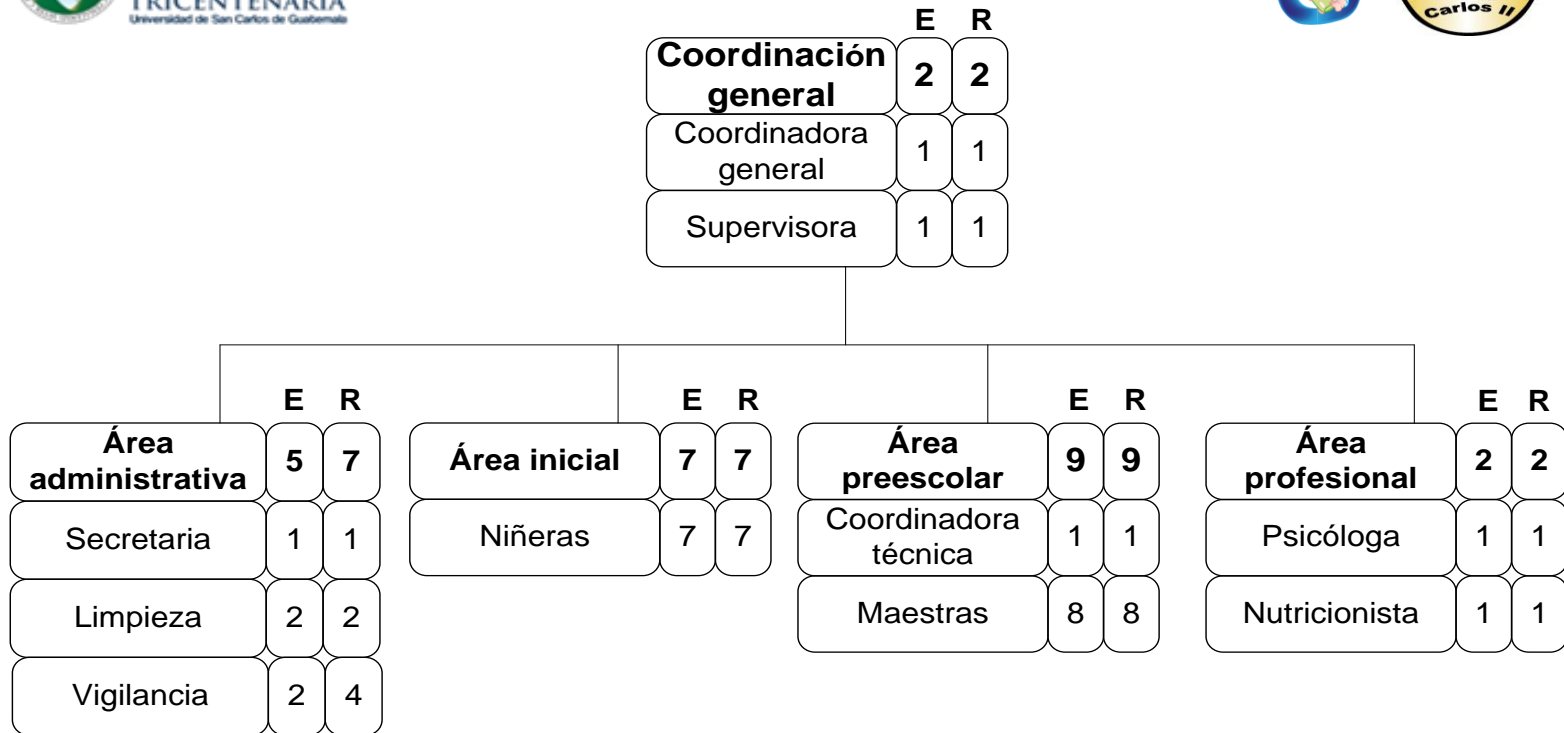 TRICENTENARIA
Universidad de San Carlos de Guatemala
Carlos II
E R
Coordinación
general
2 2
Coordinadora
general
1 1
Supervisora 1 1
E R
Área
administrativa
5 7
Secretaria 1 1
Limpieza 2 2
Vigilancia 2 4
E R
Área inicial 7 7
Niñeras 7 7
E R
Área
preescolar
9 9
Coordinadora
técnica
1 1
Maestras 8 8
E R
Área
profesional
2 2
Psicóloga 1 1
Nutricionista 1 1